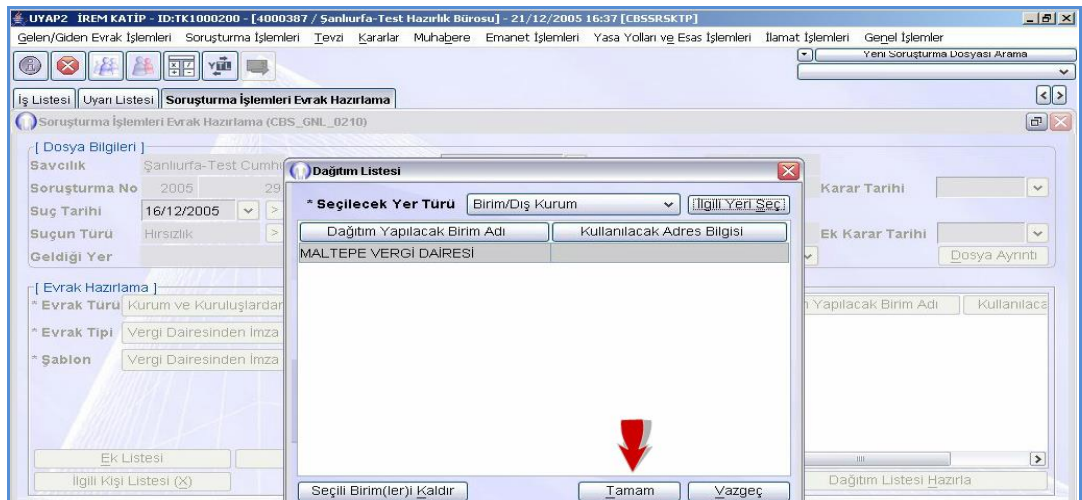 UYAP2 İREM KATİP - ID:TK1000200 - [4000387 / Şanlıurfa-Test Hazırlık Bürosu] - 21/12/2005 16:37 [CBSSRSKTP]
Gelen/Giden Evrak İşlemleri Soruşturma İşlemleri Tevzi Kararlar Muhabere Emanet İşlemleri Yasa Yolları ve Esas İşlemleri İlamat İşlemleri Genel İşlemler
Yeni Soruşturma Dosyası Arama
İş Listesi Uyarı Listesi Soruşturma İşlemleri Evrak Hazırlama
Soruşturma İşlemleri Evrak Hazırlama (CBS_GNL_0210)
[ Dosya Bilgileri ]
Savcılık Şanlıurfa-Test Cumh
Soruşturma No 2005 29 Karar Tarihi
Suç Tarihi 16/12/2005 >
Suçun Türü Hırsızlık > Ek Karar Tarihi
Geldiği Yer Dosya Ayrıntı
Dağıtım Listesi
* Seçilecek Yer Türü Birim/Dış Kurum İlgili Yeri Seç
Dağıtım Yapılacak Birim Adı Kullanılacak Adres Bilgisi
MALTEPE VERGİ DAİRESİ
[ Evrak Hazırlama ]
* Evrak Türü Kurum ve Kuruluşlardan Yapılacak Birim Adı Kullanılaca
* Evrak Tipi Vergi Dairesinden İmza
* Şablon Vergi Dairesinden İmza
Ek Listesi
İlgili Kişi Listesi (X) Dağıtım Listesi Hazırla
Seçili Birim(ler)i Kaldır Tamam Vazgeç